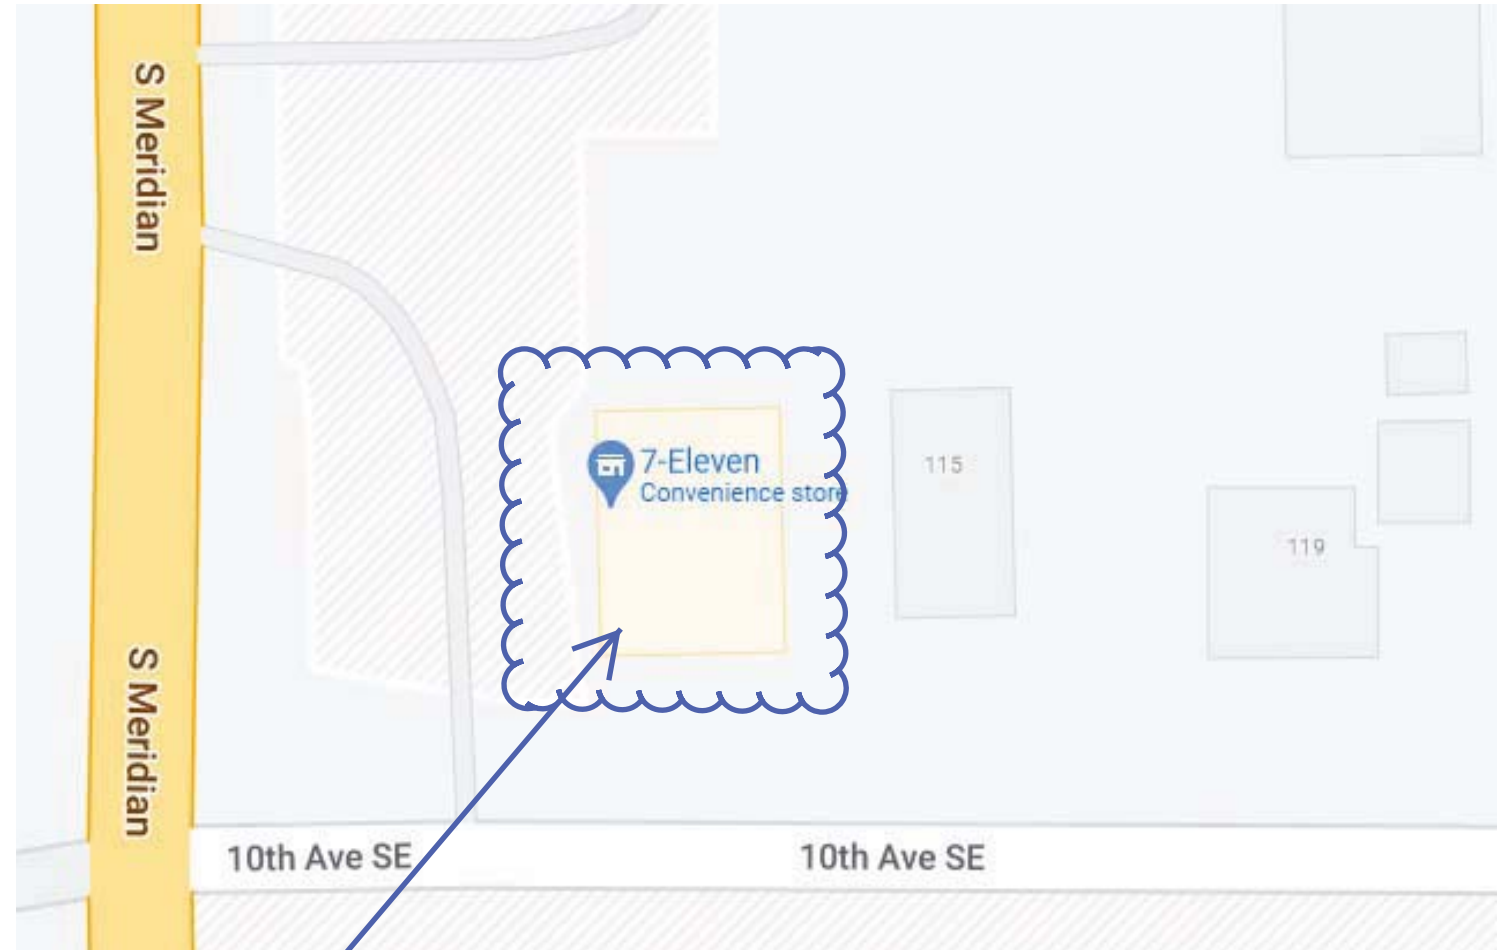 S Meridian
7-Eleven
Convenience store
115
119
S Meridian
10th Ave SE
10th Ave SE